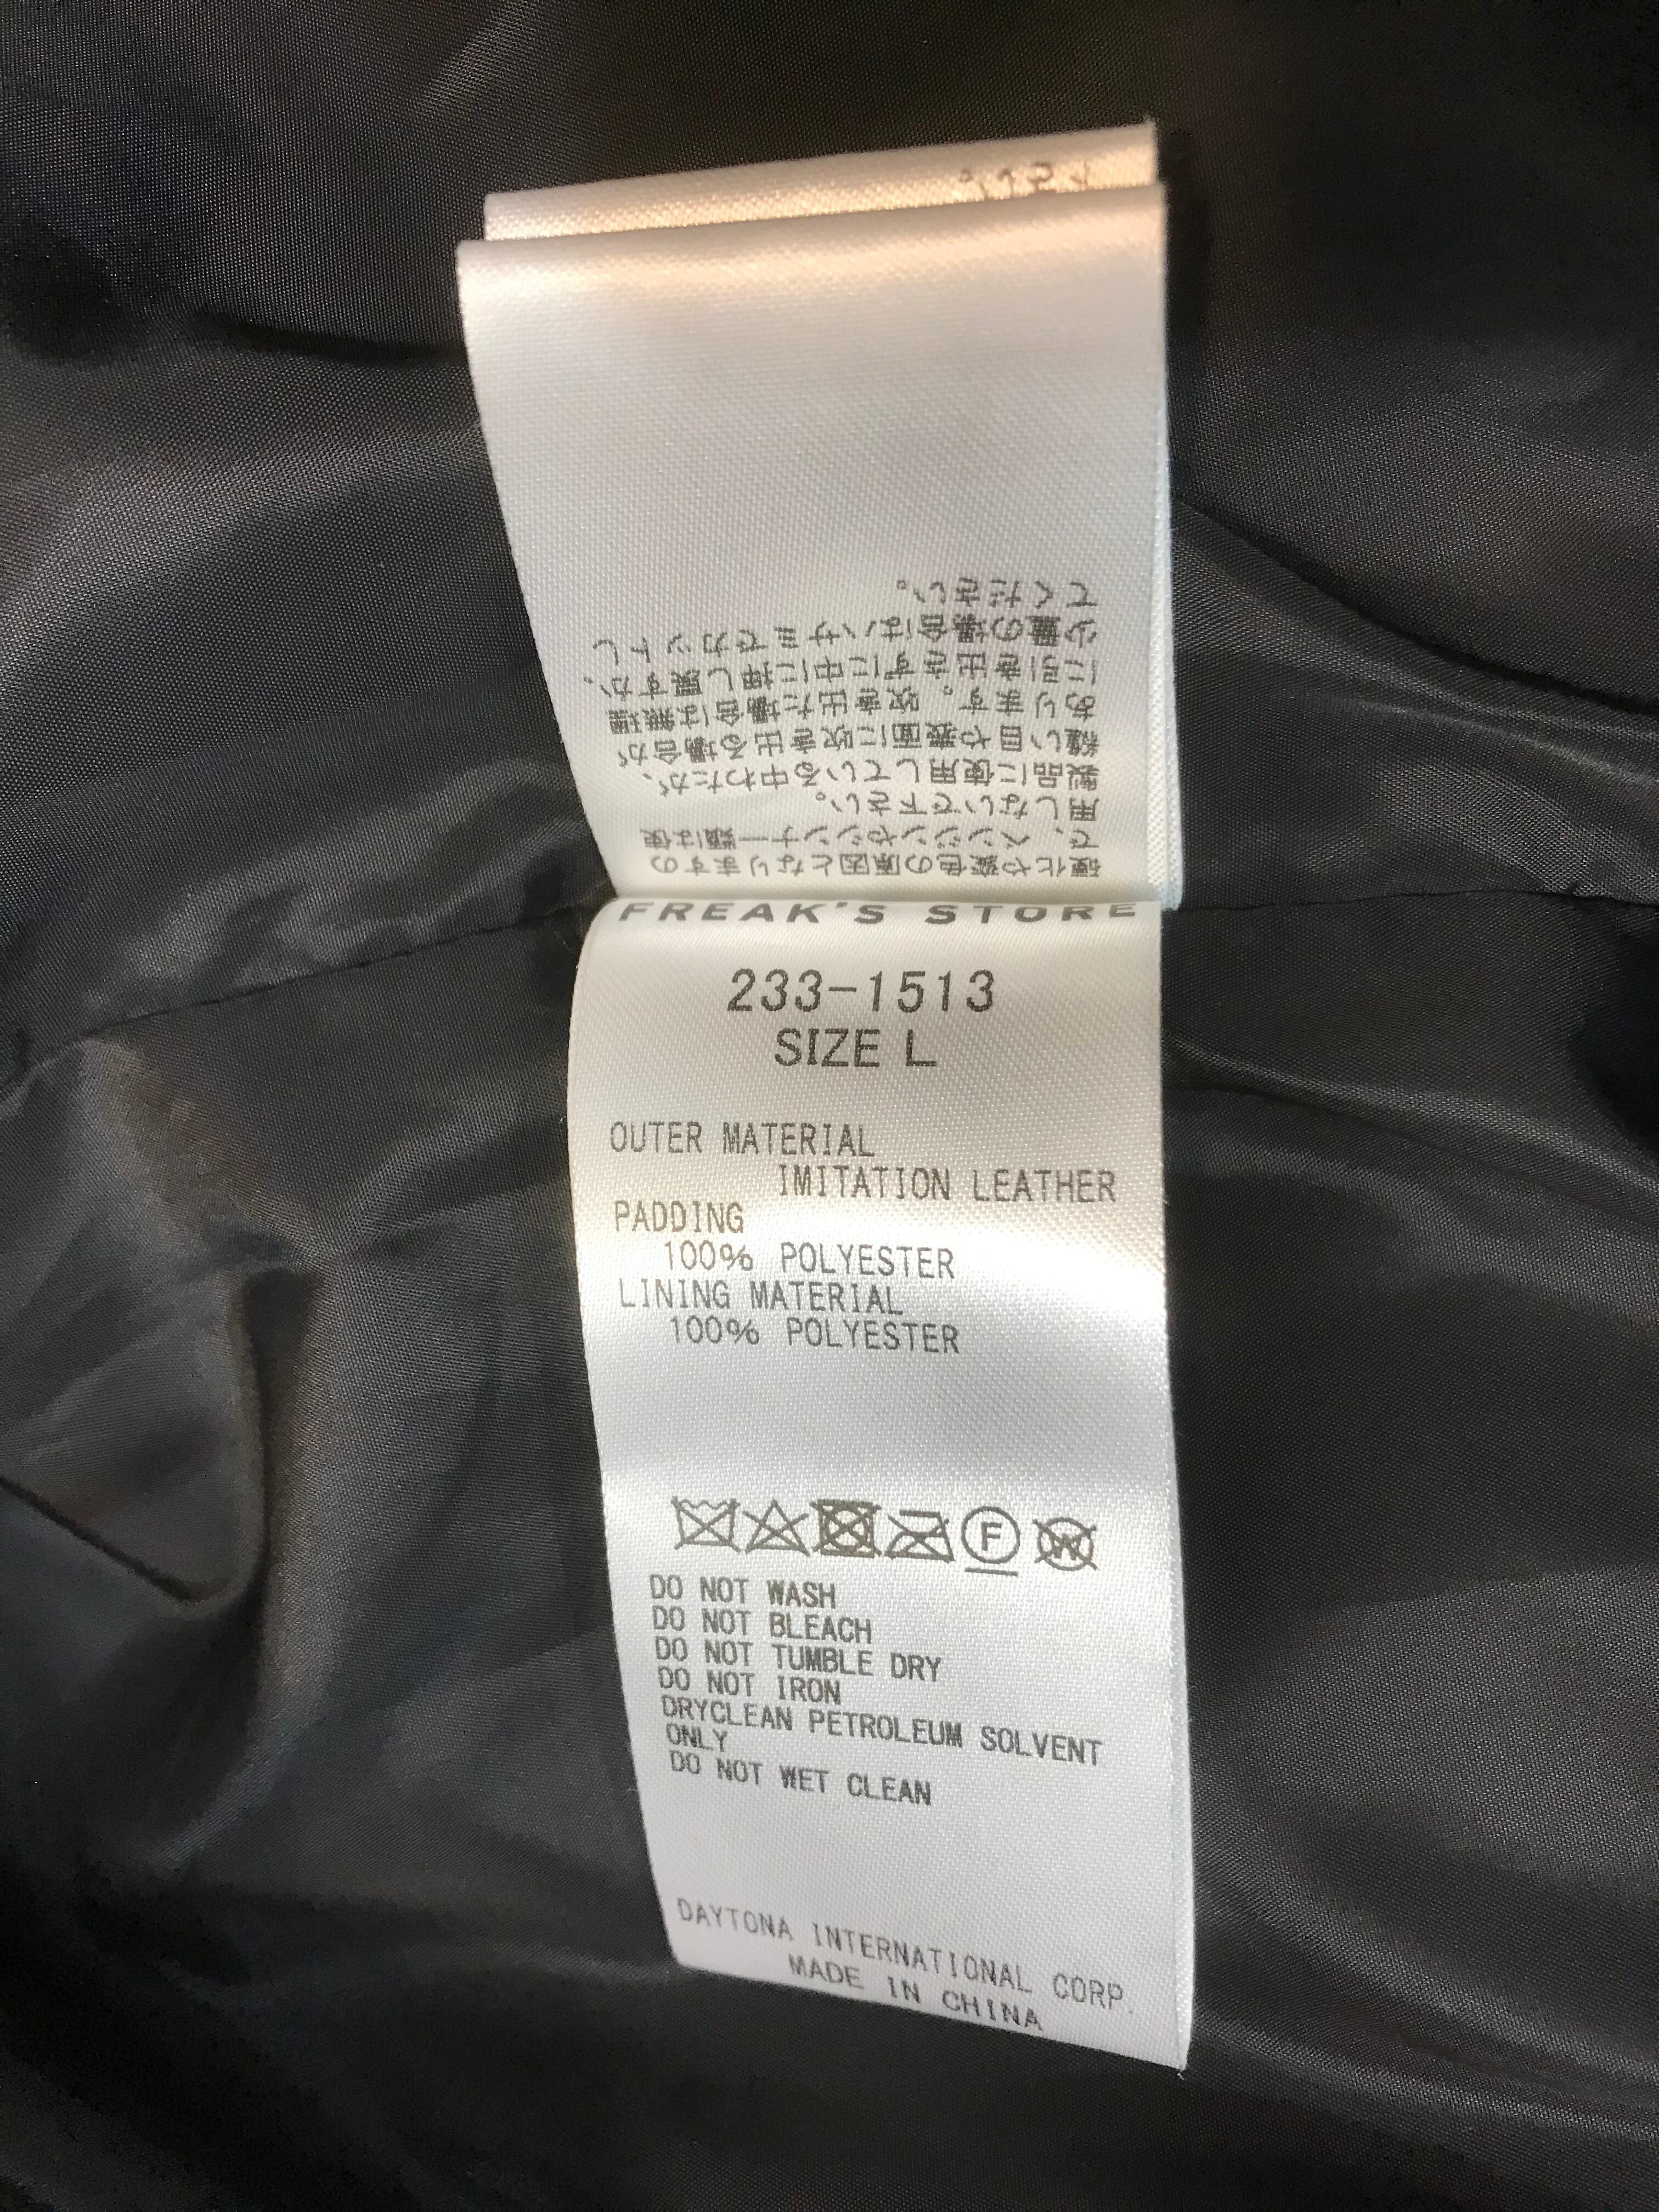 硬化や変色の原因となりますの
で、ベンジンやシンナー類は使
用しないで下さい。
製品に使用している中わたが、
縫い目や表面に吹き出る場合が
あります。吹き出た場合は無理
に引き出さずに中に押し戻すか、
少量の場合はハサミでカットし
てください。
FREAK'S STORE
233-1513
SIZE L
OUTER MATERIAL
IMITATION LEATHER
PADDING
100% POLYESTER
LINING MATERIAL
100% POLYESTER
F W
DO NOT WASH
DO NOT BLEACH
DO NOT TUMBLE DRY
DO NOT IRON
DRYCLEAN PETROLEUM SOLVENT
ONLY
DO NOT WET CLEAN
DAYTONA INTERNATIONAL CORP.
MADE IN CHINA